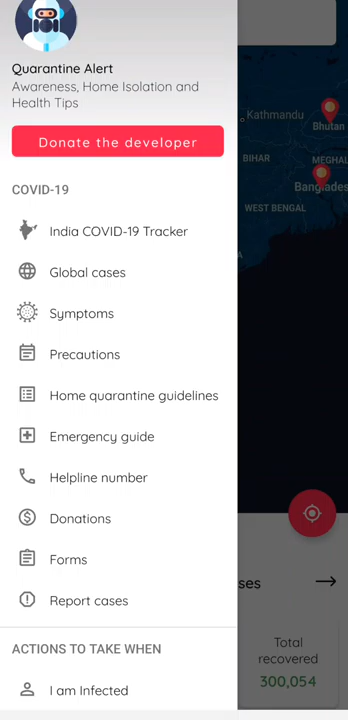 Quarantine Alert
Awareness, Home Isolation and
Health Tips
Donate the developer
COVID-19
India COVID-19 Tracker
Global cases
Symptoms
Precautions
Home quarantine guidelines
Emergency guide
Helpline number
Donations
Forms
Report cases
ACTIONS TO TAKE WHEN
I am Infected
Kathmandu
Bhutan
BIHAR
MEGHAL
Banglades
WEST BENGAL
A
ses
Total
recovered
300,054